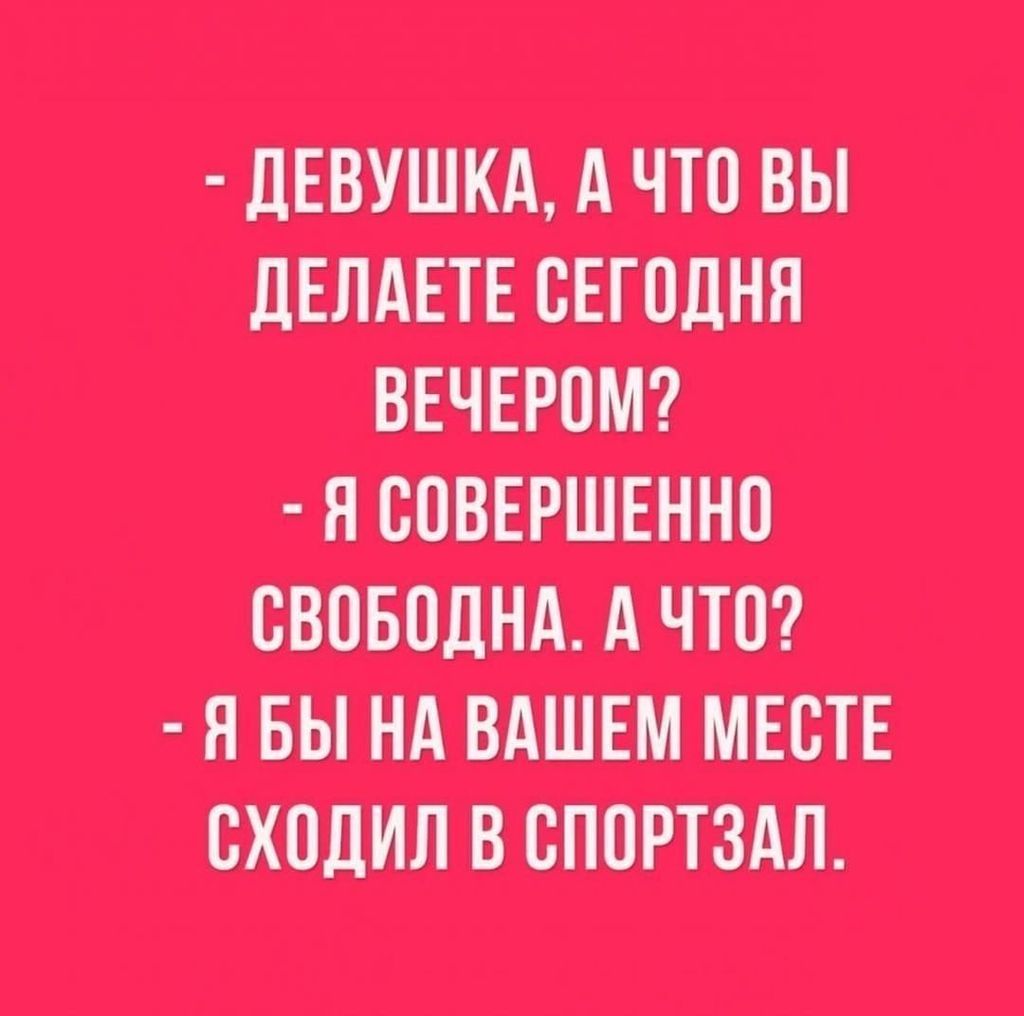 - ДЕВУШКА, А ЧТО ВЫ
ДЕЛАЕТЕ СЕГОДНЯ
ВЕЧЕРОМ?
- Я СОВЕРШЕННО
СВОБОДНА. А ЧТО?
- Я БЫ НА ВАШЕМ МЕСТЕ
СХОДИЛ В СПОРТЗАЛ.